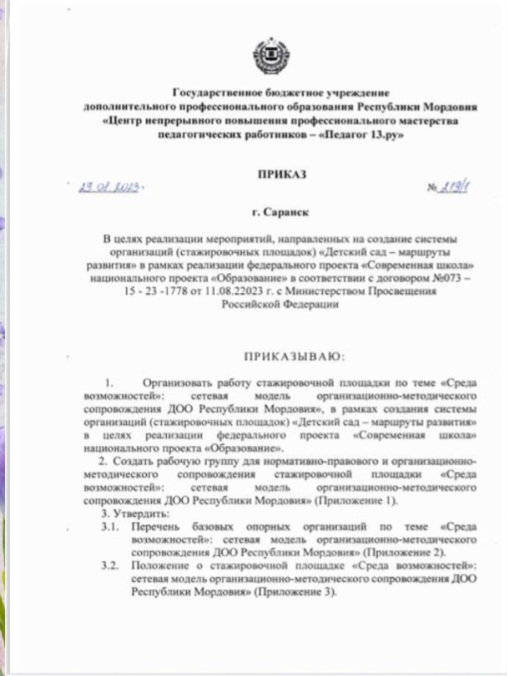 Государственное бюджетное учреждение
дополнительного профессионального образования Республики Мордовия
«Центр непрерывного повышения профессионального мастерства
педагогических работников – «Педагог 13.ру»
ПРИКАЗ
2023 № 219/1
г. Саранск
В целях реализации мероприятий, направленных на создание системы
организаций (стажировочных площадок) «Детский сад – маршруты
развития» в рамках реализации федерального проекта «Современная школа»
национального проекта «Образование» в соответствии с договором №073 –
15 - 23 -1778 от 11.08.22023 г. с Министерством Просвещения
Российской Федерации
ПРИКАЗЫВАЮ:
1. Организовать работу стажировочной площадки по теме «Среда
возможностей»: сетевая модель организационно-методического
сопровождения ДОО Республики Мордовия», в рамках создания системы
организаций (стажировочных площадок) «Детский сад – маршруты развития»
в целях реализации федерального проекта «Современная школа»
национального проекта «Образование».
2. Создать рабочую группу для нормативно-правового и организационно-
методического сопровождения стажировочной площадки «Среда
возможностей»: сетевая модель организационно-методического
сопровождения ДОО Республики Мордовия» (Приложение 1).
3. Утвердить:
3.1. Перечень базовых опорных организаций по теме «Среда
возможностей»: сетевая модель организационно-методического
сопровождения ДОО Республики Мордовия» (Приложение 2).
3.2. Положение о стажировочной площадке «Среда возможностей»:
сетевая модель организационно-методического сопровождения ДОО
Республики Мордовия» (Приложение 3).